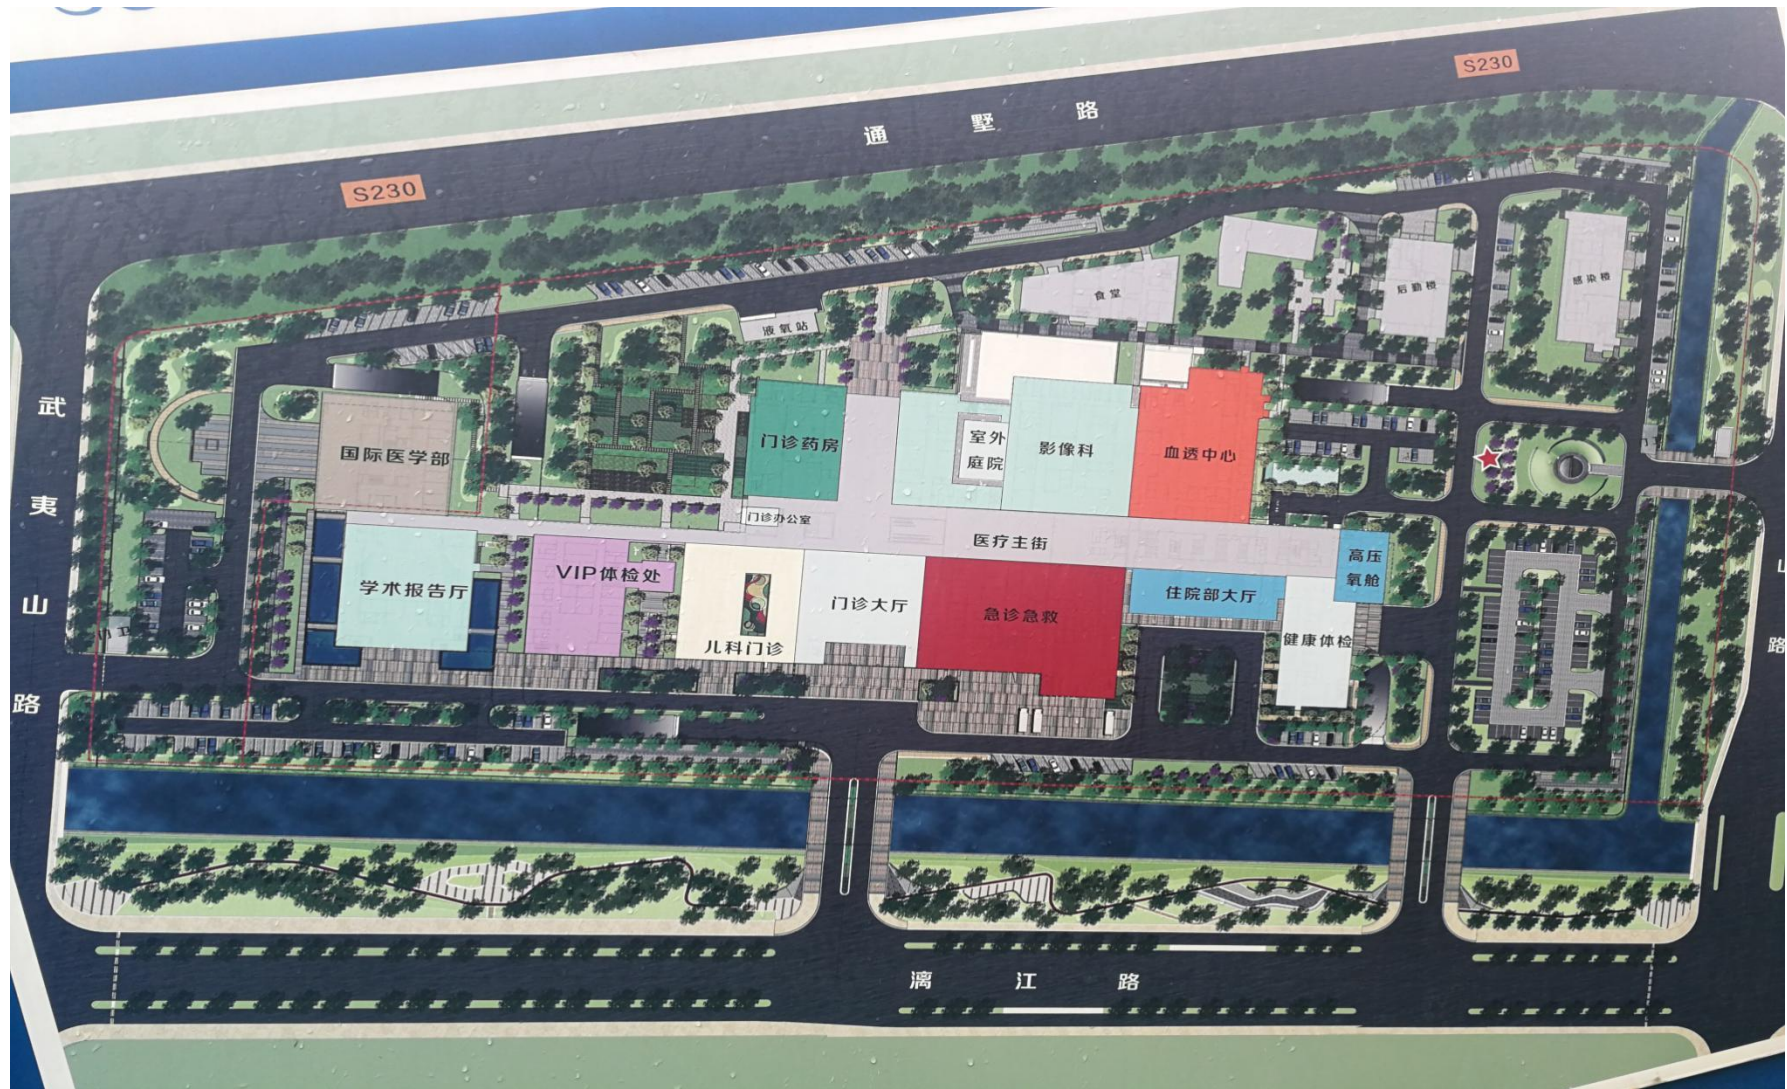 S230
通墅路
S230
武夷山路
食堂
后勤楼
感染楼
液氧站
国际医学部
门诊药房
室外
庭院
影像科
血透中心
门诊办公室
医疗主街
高压
氧舱
学术报告厅
VIP体检处
儿科门诊
门诊大厅
急诊急救
住院部大厅
健康体检
门卫
山路
漓江路